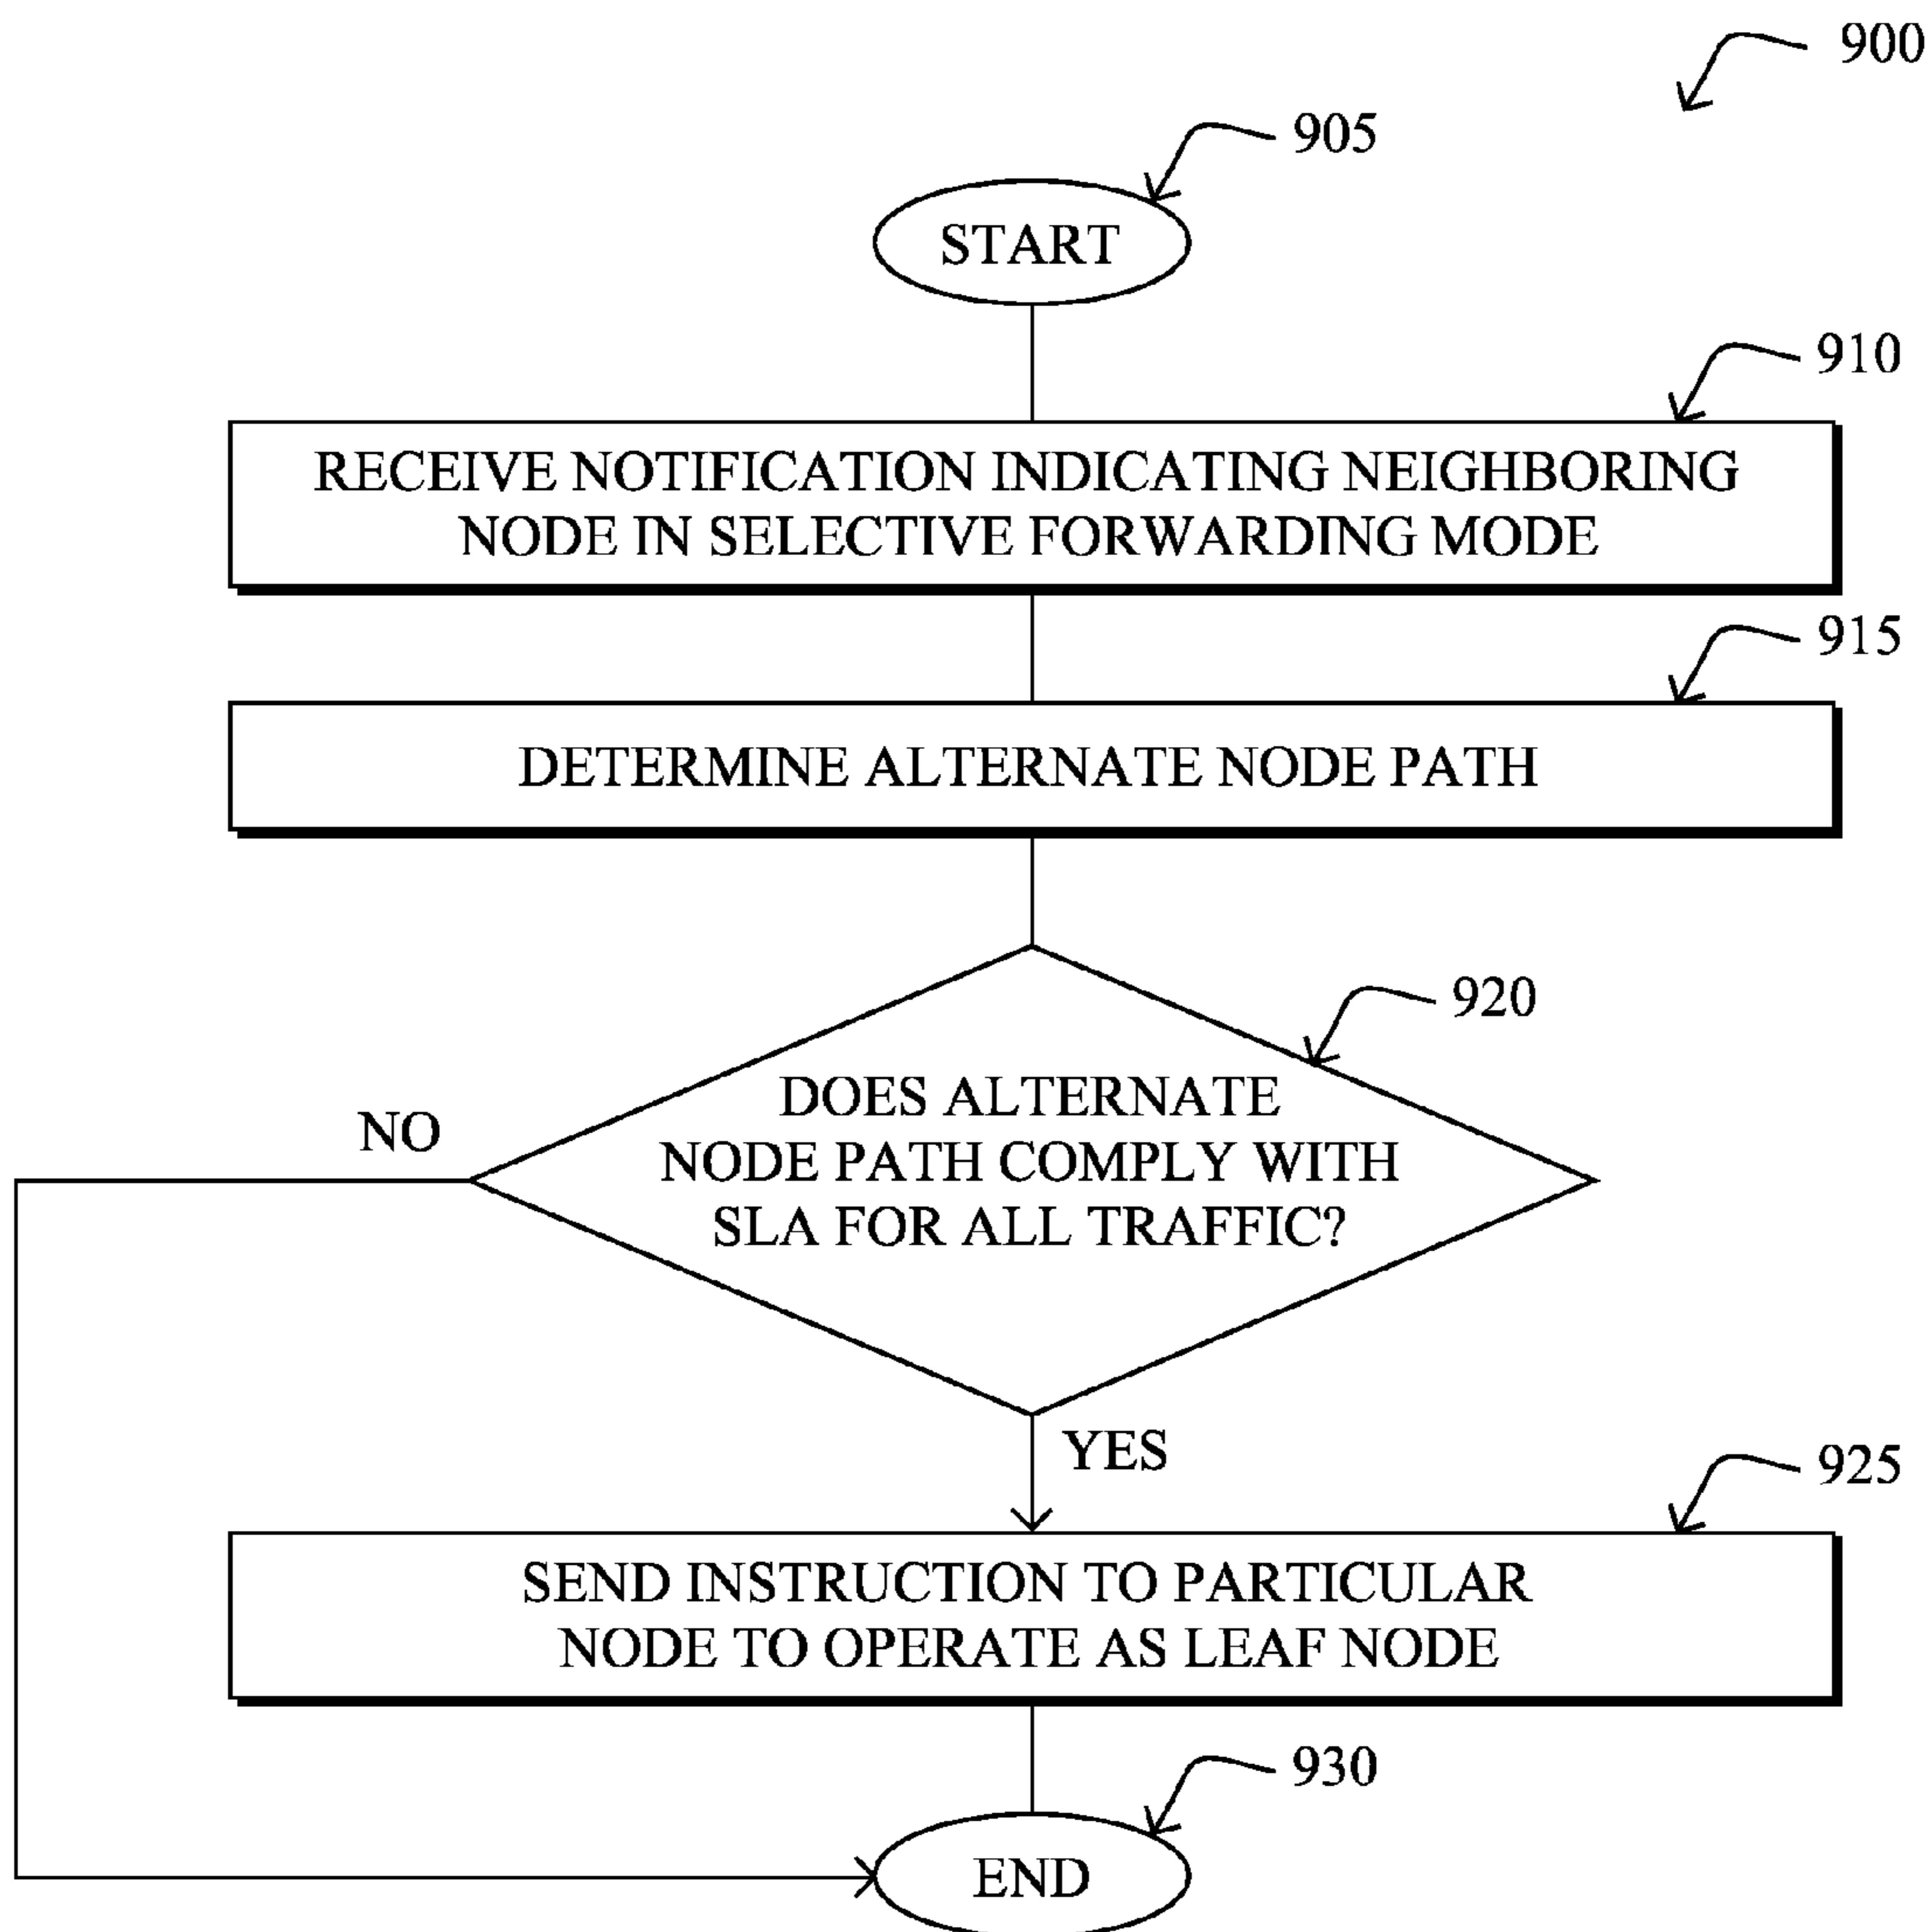 900
905
START
910
RECEIVE NOTIFICATION INDICATING NEIGHBORING
NODE IN SELECTIVE FORWARDING MODE
915
DETERMINE ALTERNATE NODE PATH
920
DOES ALTERNATE
NODE PATH COMPLY WITH
SLA FOR ALL TRAFFIC?
NO
YES
925
SEND INSTRUCTION TO PARTICULAR
NODE TO OPERATE AS LEAF NODE
930
END